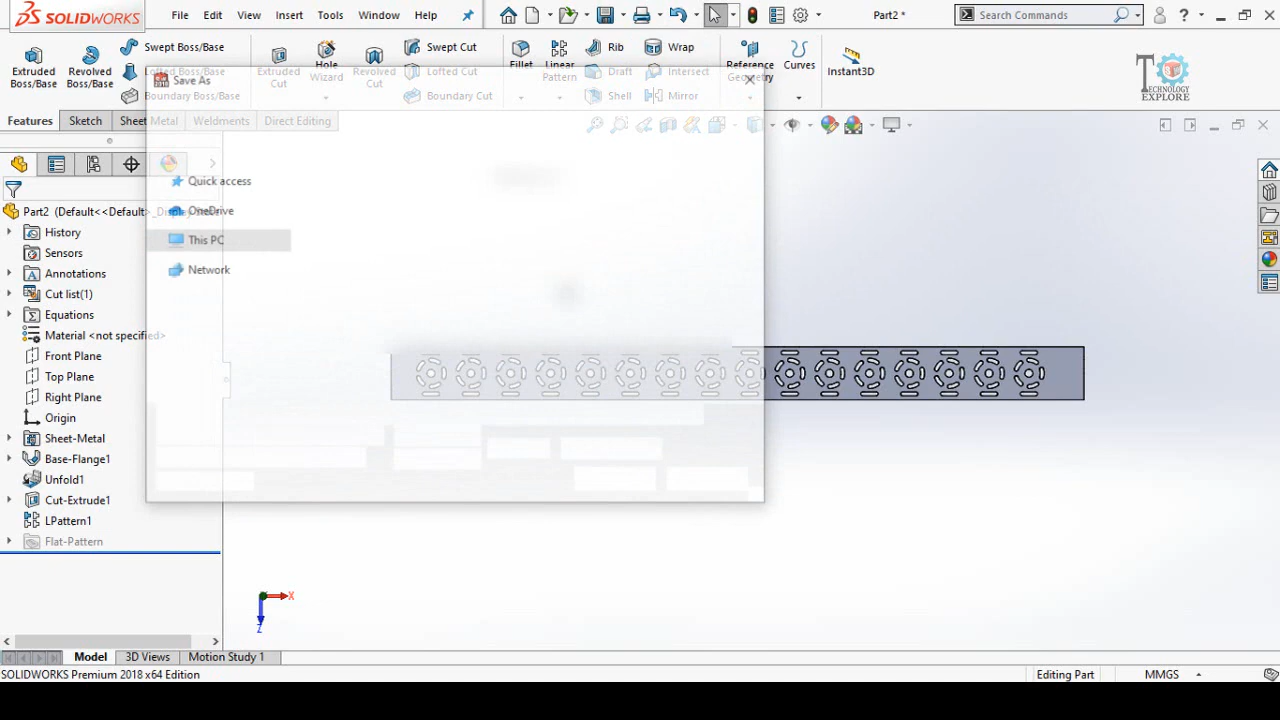 SOLIDWORKS File Edit View Insert Tools Window Help Part2 * Search Commands ?
Extruded Boss/Base Revolved Boss/Base Swept Boss/Base Lofted Boss/Base Boundary Boss/Base Extruded Cut Hole Wizard Revolved Cut Swept Cut Lofted Cut Boundary Cut Fillet Linear Pattern Rib Draft Shell Wrap Intersect Mirror Reference Geometry Curves Instant3D
TECHNOLOGY EXPLORE
Save As
Features Sketch Sheet Metal Weldments Direct Editing
Quick access
OneDrive
This PC
Network
Part2 (Default<<Default>_Display
History
Sensors
Annotations
Cut list(1)
Equations
Material <not specified>
Front Plane
Top Plane
Right Plane
Origin
Sheet-Metal
Base-Flange1
Unfold1
Cut-Extrude1
LPattern1
Flat-Pattern
X
Z
Model 3D Views Motion Study 1
SOLIDWORKS Premium 2018 x64 Edition Editing Part MMGS